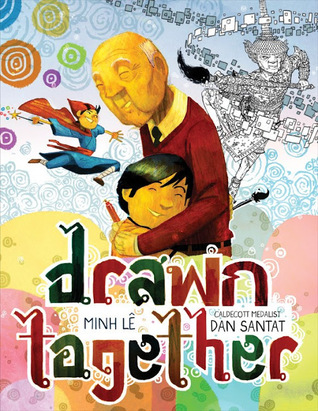 drawn
MINH LÊ
CALDECOTT MEDALIST
DAN SANTAT
together